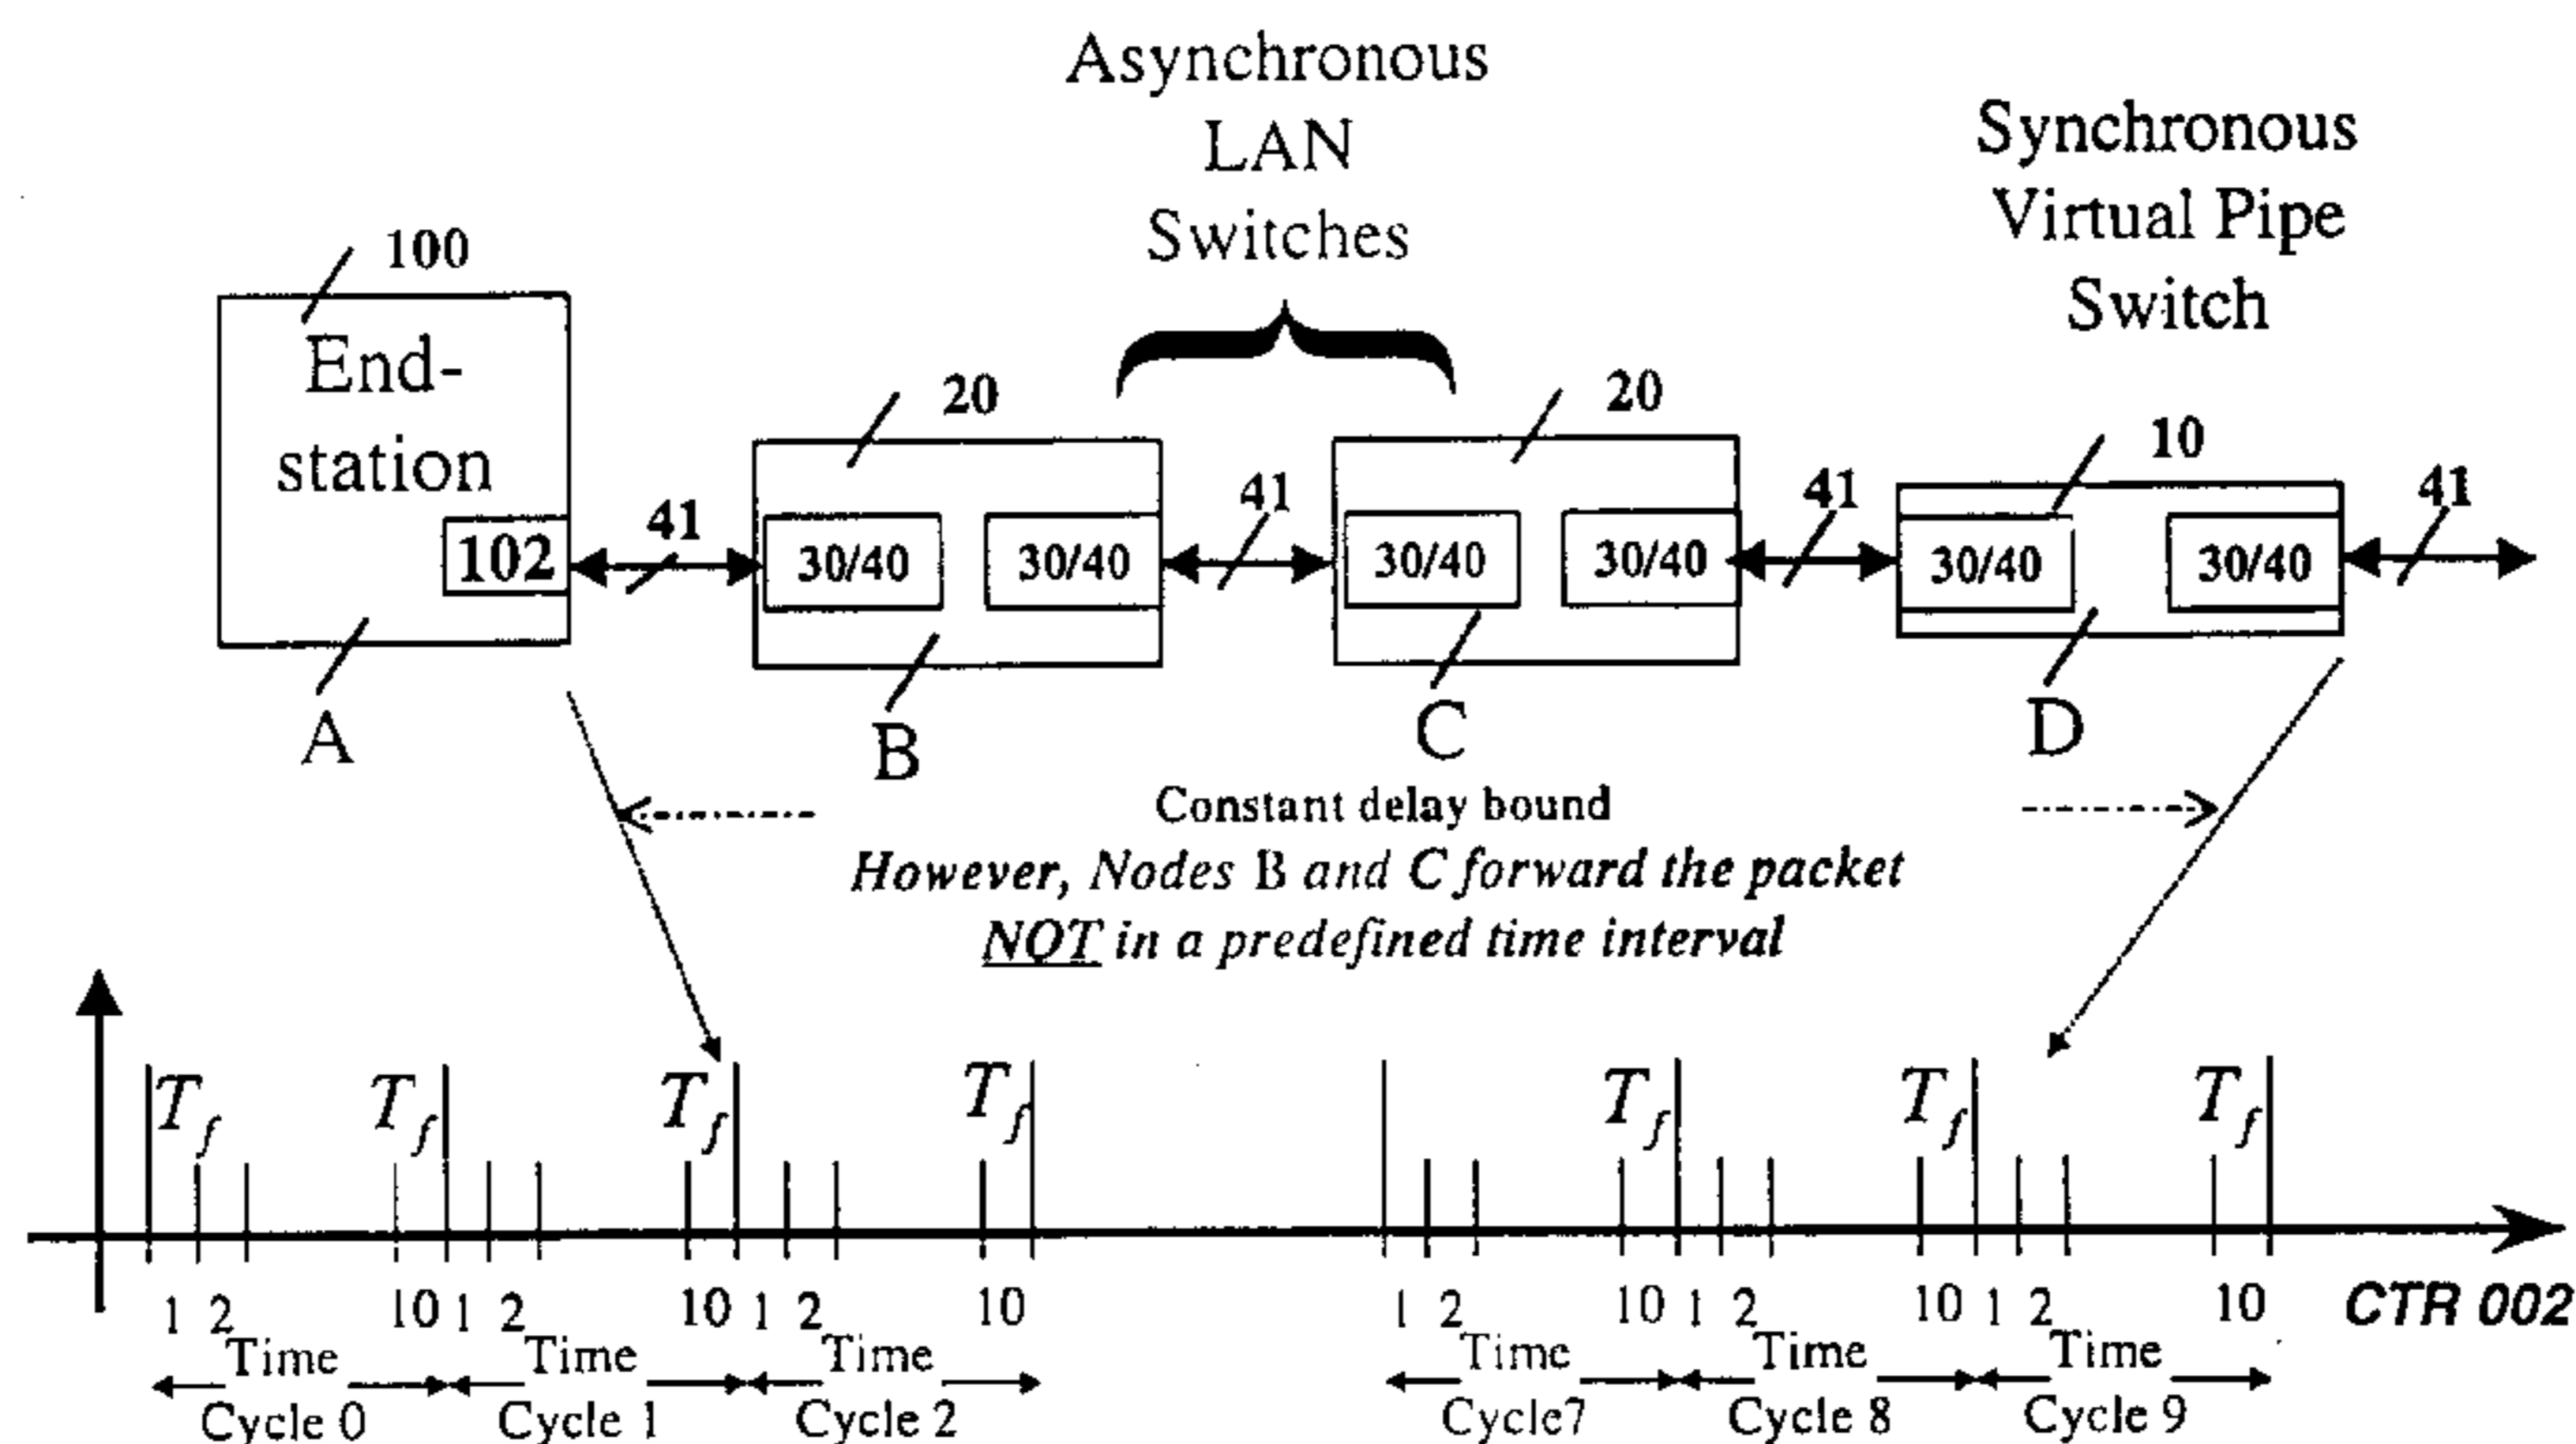 Asynchronous
LAN
Switches
Synchronous
Virtual Pipe
Switch
100
End-
station
102
A
41
20
30/40
30/40
B
41
20
30/40
30/40
C
41
10
30/40
30/40
D
41
Constant delay bound
However, Nodes B and C forward the packet
NOT in a predefined time interval
Tf Tf Tf Tf Tf Tf Tf
1 2 10 1 2 10 1 2 10 1 2 10 1 2 10 1 2 10 CTR 002
Time Time Time Time Time Time
Cycle 0 Cycle 1 Cycle 2 Cycle7 Cycle 8 Cycle 9